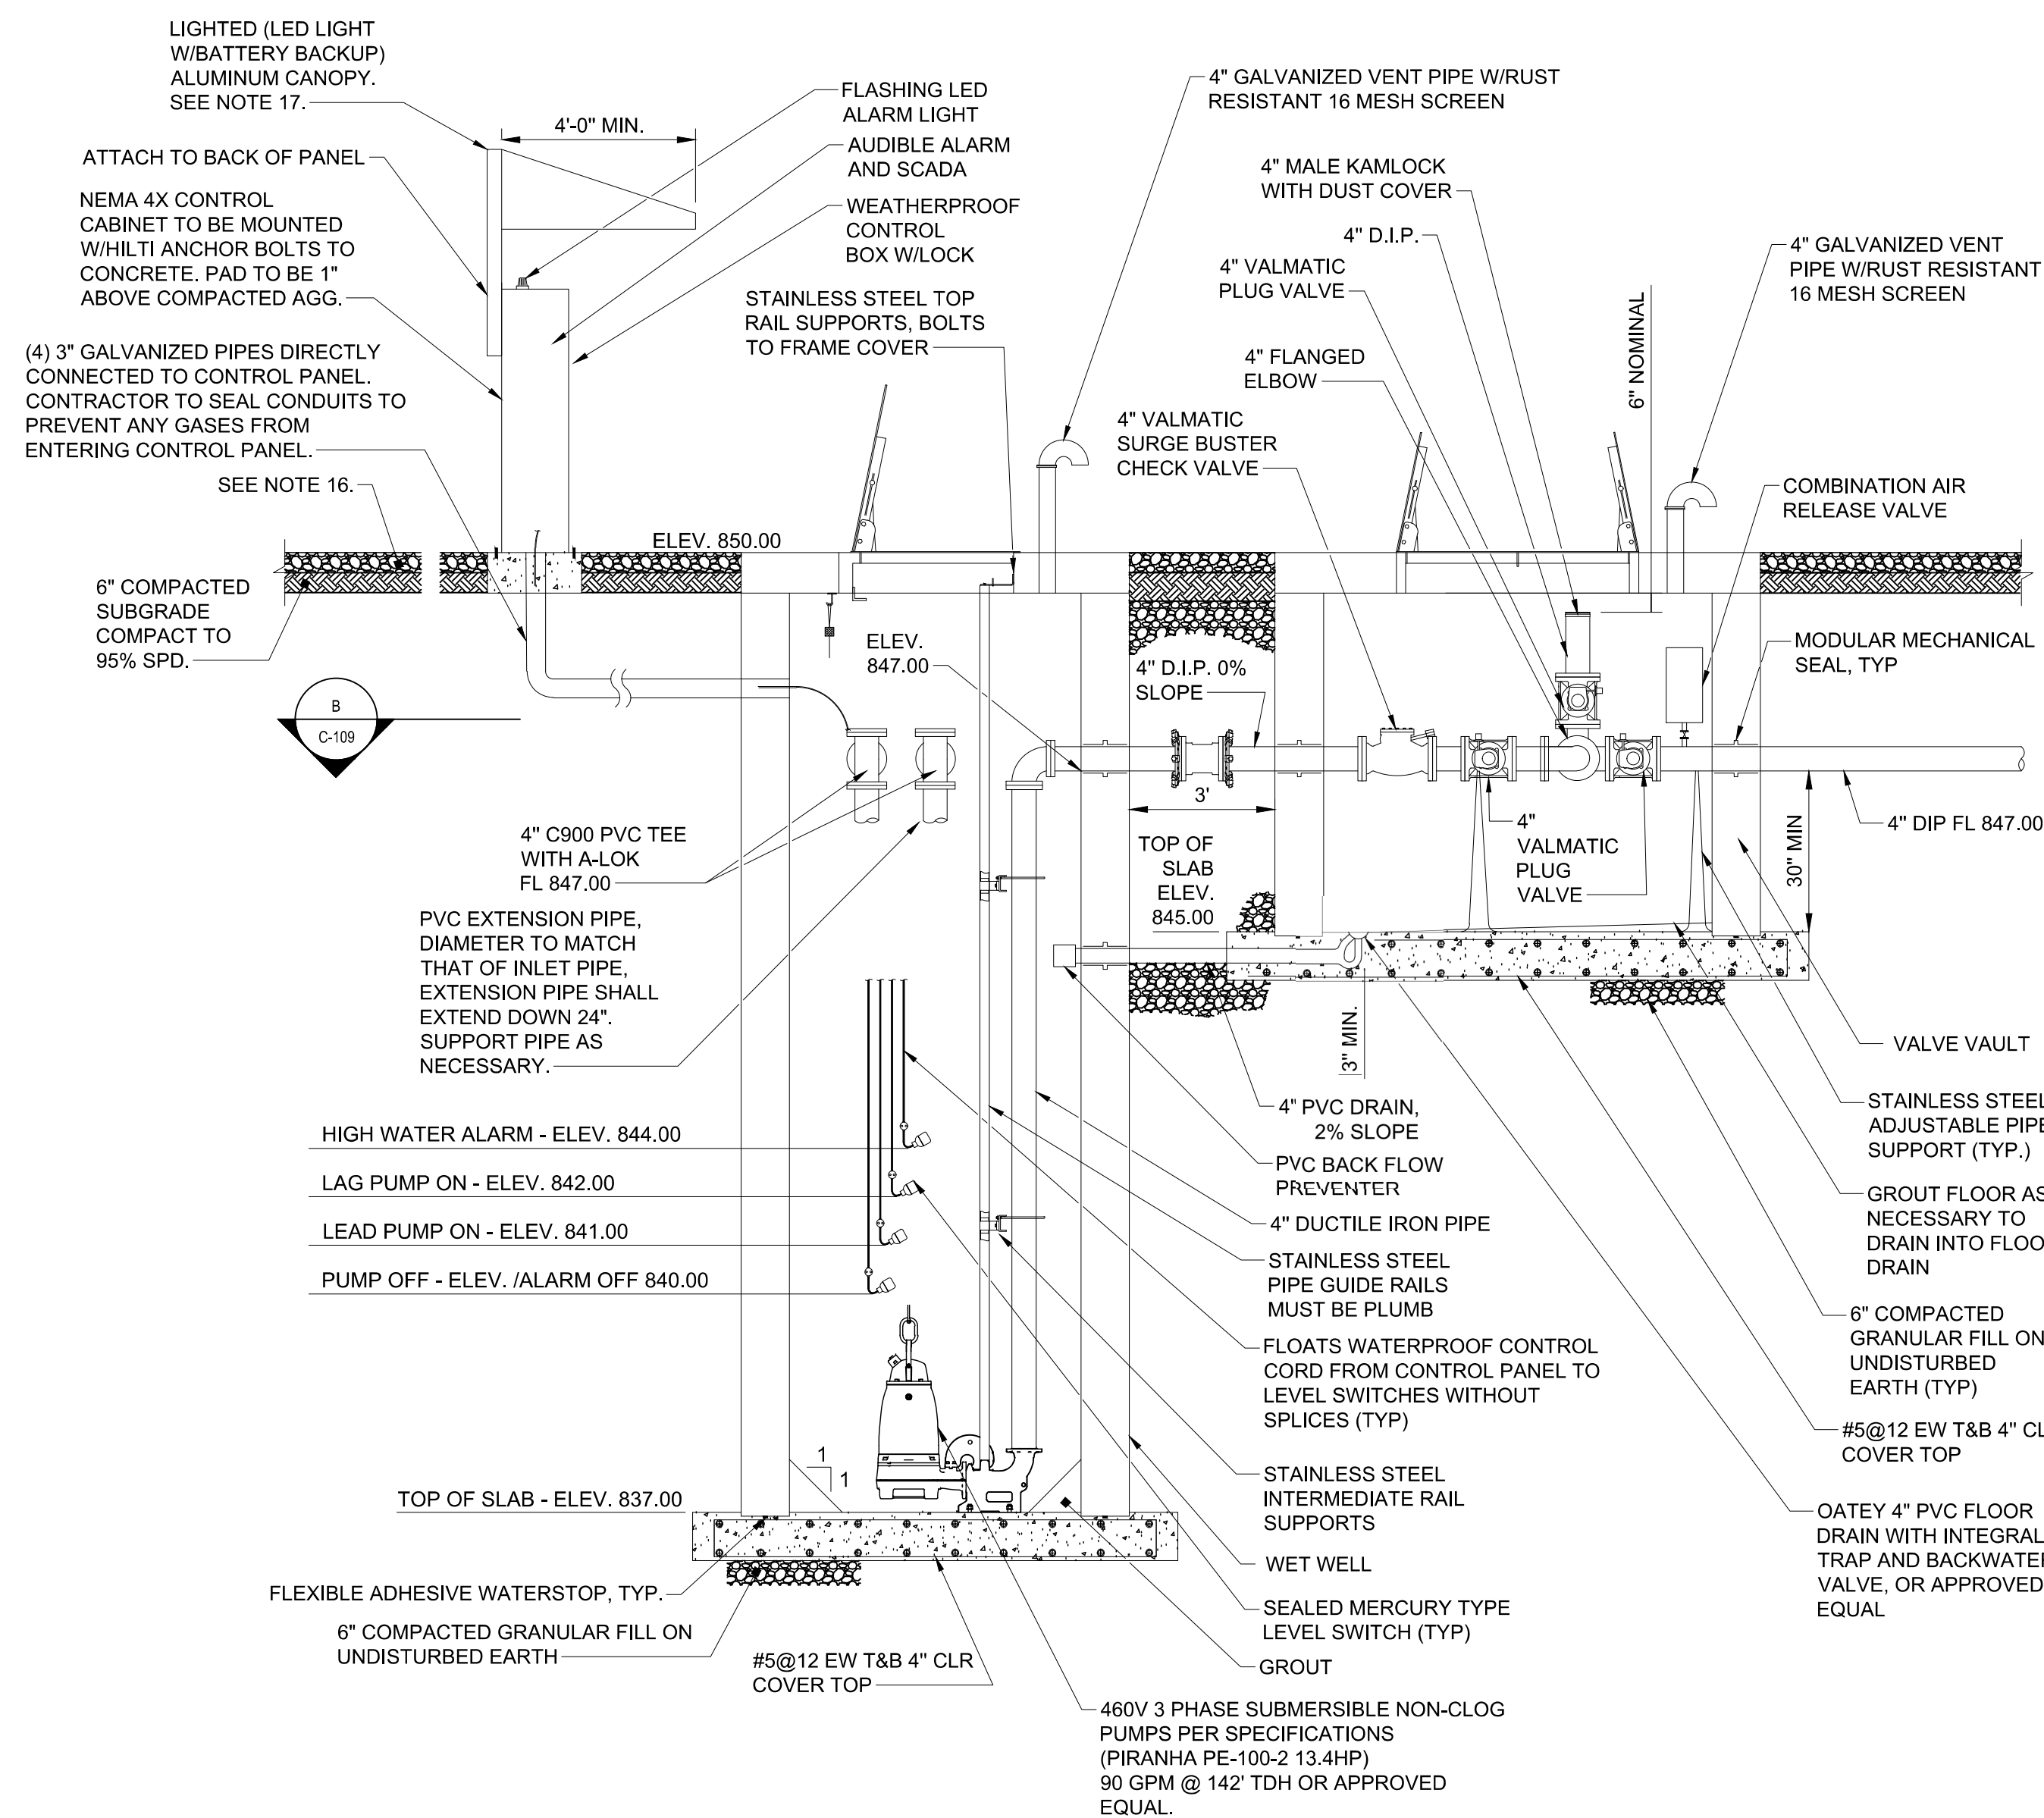 LIGHTED (LED LIGHT
W/BATTERY BACKUP)
ALUMINUM CANOPY.
SEE NOTE 17.
ATTACH TO BACK OF PANEL
NEMA 4X CONTROL
CABINET TO BE MOUNTED
W/HILTI ANCHOR BOLTS TO
CONCRETE. PAD TO BE 1"
ABOVE COMPACTED AGG.
(4) 3" GALVANIZED PIPES DIRECTLY
CONNECTED TO CONTROL PANEL.
CONTRACTOR TO SEAL CONDUITS TO
PREVENT ANY GASES FROM
ENTERING CONTROL PANEL.
SEE NOTE 16.
6" COMPACTED
SUBGRADE
COMPACT TO
95% SPD.
B
C-109
4'-0" MIN.
FLASHING LED
ALARM LIGHT
AUDIBLE ALARM
AND SCADA
WEATHERPROOF
CONTROL
BOX W/LOCK
STAINLESS STEEL TOP
RAIL SUPPORTS, BOLTS
TO FRAME COVER
ELEV. 850.00
4" GALVANIZED VENT PIPE W/RUST
RESISTANT 16 MESH SCREEN
4" MALE KAMLOCK
WITH DUST COVER
4" D.I.P.
4" VALMATIC
PLUG VALVE
4" FLANGED
ELBOW
4" VALMATIC
SURGE BUSTER
CHECK VALVE
6" NOMINAL
4" GALVANIZED VENT
PIPE W/RUST RESISTANT
16 MESH SCREEN
COMBINATION AIR
RELEASE VALVE
MODULAR MECHANICAL
SEAL, TYP
ELEV.
847.00
4" D.I.P. 0%
SLOPE
3'
TOP OF
SLAB
ELEV.
845.00
4"
VALMATIC
PLUG
VALVE
30" MIN
4" DIP FL 847.00
4" C900 PVC TEE
WITH A-LOK
FL 847.00
PVC EXTENSION PIPE,
DIAMETER TO MATCH
THAT OF INLET PIPE,
EXTENSION PIPE SHALL
EXTEND DOWN 24".
SUPPORT PIPE AS
NECESSARY.
HIGH WATER ALARM - ELEV. 844.00
LAG PUMP ON - ELEV. 842.00
LEAD PUMP ON - ELEV. 841.00
PUMP OFF - ELEV. /ALARM OFF 840.00
3" MIN.
4" PVC DRAIN,
2% SLOPE
PVC BACK FLOW
PREVENTER
4" DUCTILE IRON PIPE
STAINLESS STEEL
PIPE GUIDE RAILS
MUST BE PLUMB
FLOATS WATERPROOF CONTROL
CORD FROM CONTROL PANEL TO
LEVEL SWITCHES WITHOUT
SPLICES (TYP)
STAINLESS STEEL
INTERMEDIATE RAIL
SUPPORTS
WET WELL
SEALED MERCURY TYPE
LEVEL SWITCH (TYP)
GROUT
460V 3 PHASE SUBMERSIBLE NON-CLOG
PUMPS PER SPECIFICATIONS
(PIRANHA PE-100-2 13.4HP)
90 GPM @ 142' TDH OR APPROVED
EQUAL.
VALVE VAULT
STAINLESS STEEL
ADJUSTABLE PIPE
SUPPORT (TYP.)
GROUT FLOOR AS
NECESSARY TO
DRAIN INTO FLOO
DRAIN
6" COMPACTED
GRANULAR FILL ON
UNDISTURBED
EARTH (TYP)
#5@12 EW T&B 4" CL
COVER TOP
OATEY 4" PVC FLOOR
DRAIN WITH INTEGRAL
TRAP AND BACKWATER
VALVE, OR APPROVED
EQUAL
1
1
TOP OF SLAB - ELEV. 837.00
FLEXIBLE ADHESIVE WATERSTOP, TYP.
6" COMPACTED GRANULAR FILL ON
UNDISTURBED EARTH
#5@12 EW T&B 4" CLR
COVER TOP